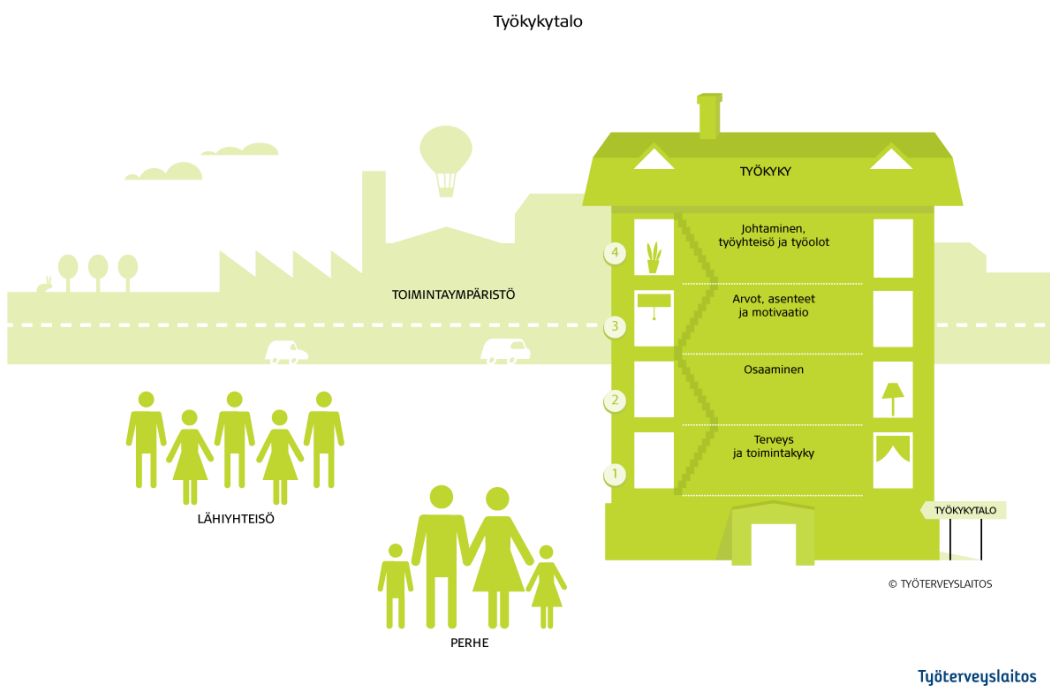 Työkykytalo
TYÖKYKY
4
Johtaminen,
työyhteisö ja työolot
3
Arvot, asenteet
ja motivaatio
2
Osaaminen
1
Terveys
ja toimintakyky
TOIMINTAYMPÄRISTÖ
LÄHIYHTEISÖ
PERHE
TYÖKYKYTALO
© TYÖTERVEYSLAITOS
Työterveyslaitos